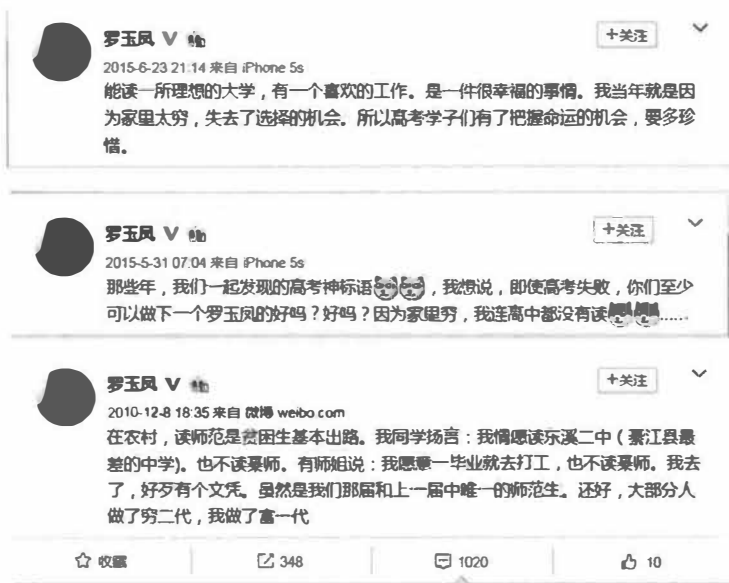 罗玉凤 V
+关注
2015-6-23 21:14 来自 iPhone 5s
能读一所理想的大学，有一个喜欢的工作。是一件很幸福的事情。我当年就是因
为家里太穷，失去了选择的机会。所以高考学子们有了把握命运的机会，要多珍
惜。
罗玉凤 V
+关注
2015-5-31 07:04 来自 iPhone 5s
那些年，我们一起发现的高考神标语，我想说，即使高考失败，你们至少
可以做下一个罗玉凤的好吗？好吗？因为家里穷，我连高中都没有读......
罗玉凤 V
+关注
2010-12-8 18:35 来自 微博 weibo.com
在农村，读师范是贫困生基本出路。我同学扬言：我情愿读东溪二中（綦江县最
差的中学)。也不读綦师。有师姐说：我愿意一毕业就去打工，也不读綦师。我去
了，好歹有个文凭。虽然是我们那届和上一届中唯一的师范生。还好，大部分人
做了穷二代，我做了富一代
收藏
348
1020
10